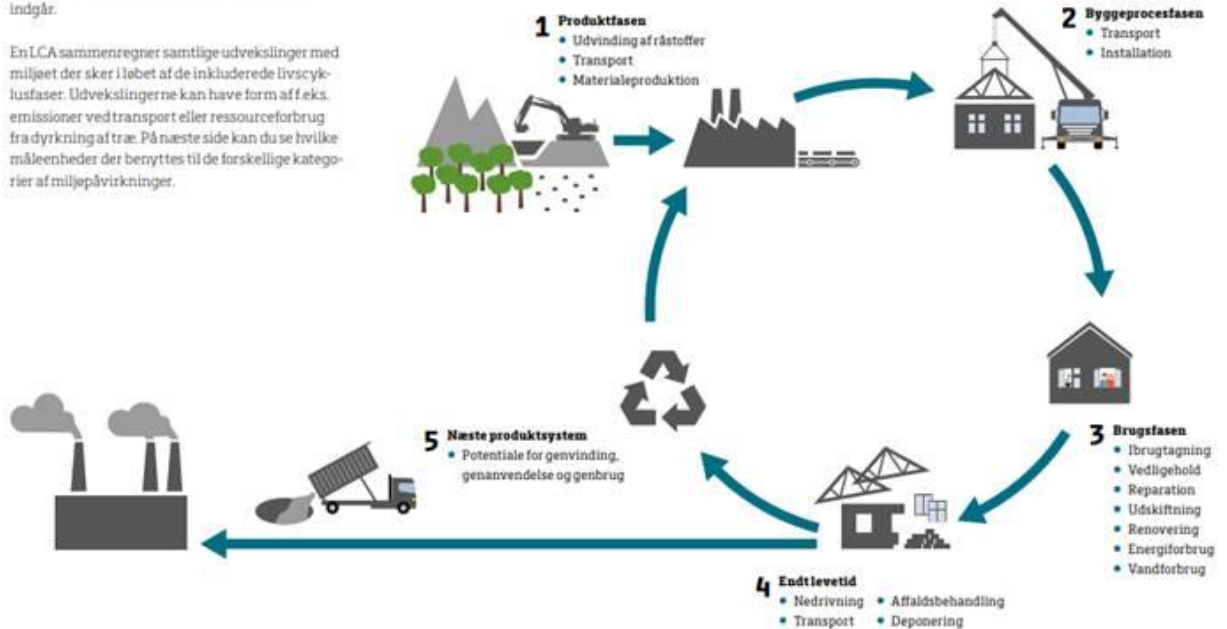 indgår.
En LCA sammenregner samtlige udvekslinger med
miljøet der sker i løbet af de inkluderede livscyk-
lusfaser. Udvekslingerne kan have form af f.eks.
emissioner ved transport eller ressourceforbrug
fra dyrkning af træ. På næste side kan du se hvilke
måleenheder der benyttes til de forskellige katego-
rier af miljøpåvirkninger.
1 Produktfasen
• Udvinding af råstoffer
• Transport
• Materialeproduktion
2 Byggeprocesfasen
• Transport
• Installation
3 Brugsfasen
• Ibrugtagning
• Vedligehold
• Reparation
• Udskiftning
• Renovering
• Energiforbrug
• Vandforbrug
4 Endt levetid
• Nedrivning • Affaldsbehandling
• Transport • Deponering
5 Næste produktsystem
• Potentiale for genvinding,
genanvendelse og genbrug